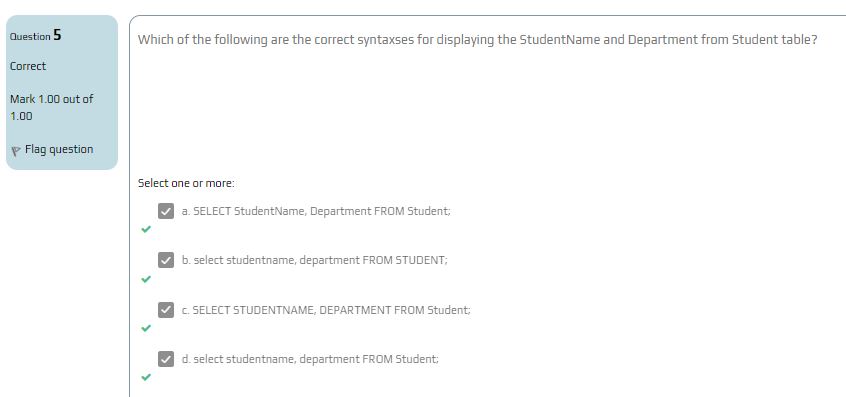 Question 5
Correct
Mark 1.00 out of
1.00
Flag question
Which of the following are the correct syntaxses for displaying the StudentName and Department from Student table?
Select one or more:
a. SELECT StudentName, Department FROM Student;
b. select studentname, department FROM STUDENT;
c. SELECT STUDENTNAME, DEPARTMENT FROM Student;
d. select studentname, department FROM Student;